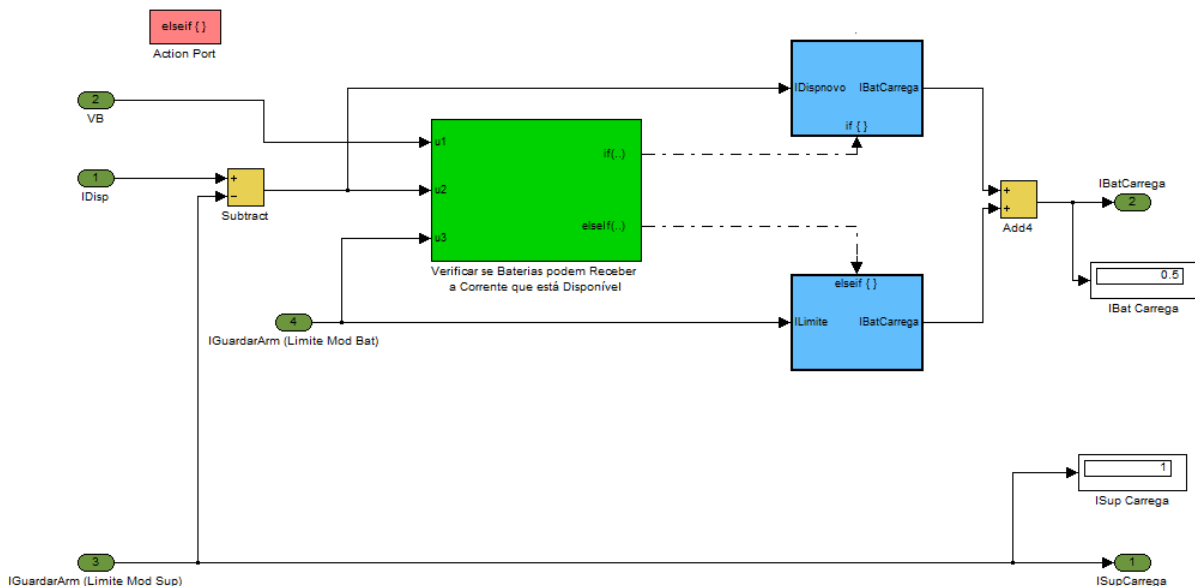 elseif { }
Action Port
2
VB
1
IDisp
+
−
Subtract
u1
u2
u3
if(..)
elseif(..)
Verificar se Baterias podem Receber
a Corrente que está Disponível
4
IGuardarArm (Limite Mod Bat)
IDispnovo
IBatCarrega
if { }
elseif { }
ILimite
IBatCarrega
+
+
Add4
IBatCarrega
2
0.5
IBat Carrega
1
ISup Carrega
3
IGuardarArm (Limite Mod Sup)
1
ISupCarrega